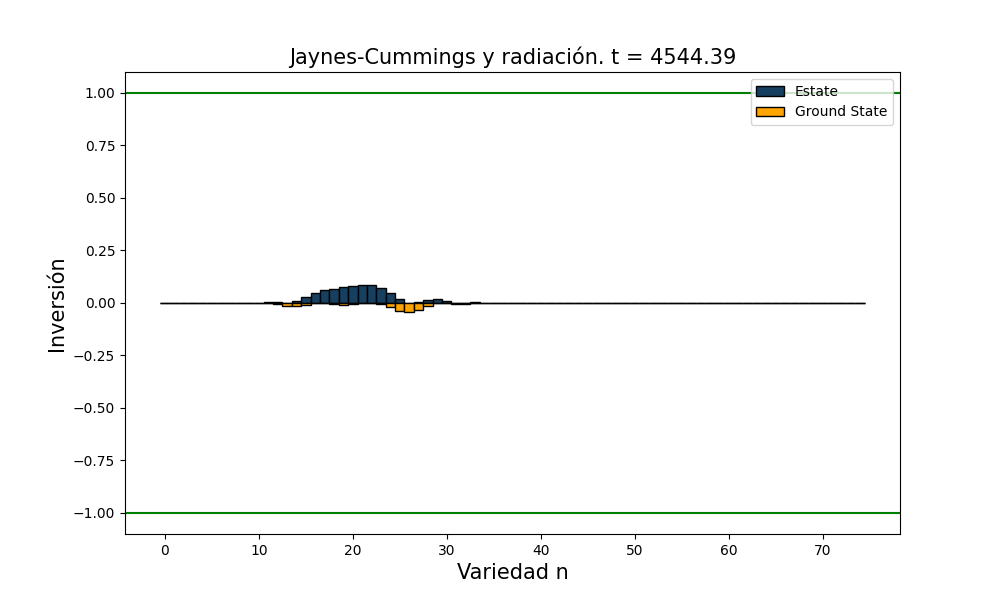 Jaynes-Cummings y radiación. t = 4544.39
Estate
Ground State
1.00
0.75
0.50
0.25
0.00
−0.25
−0.50
−0.75
−1.00
Inversión
0 10 20 30 40 50 60 70
Variedad n